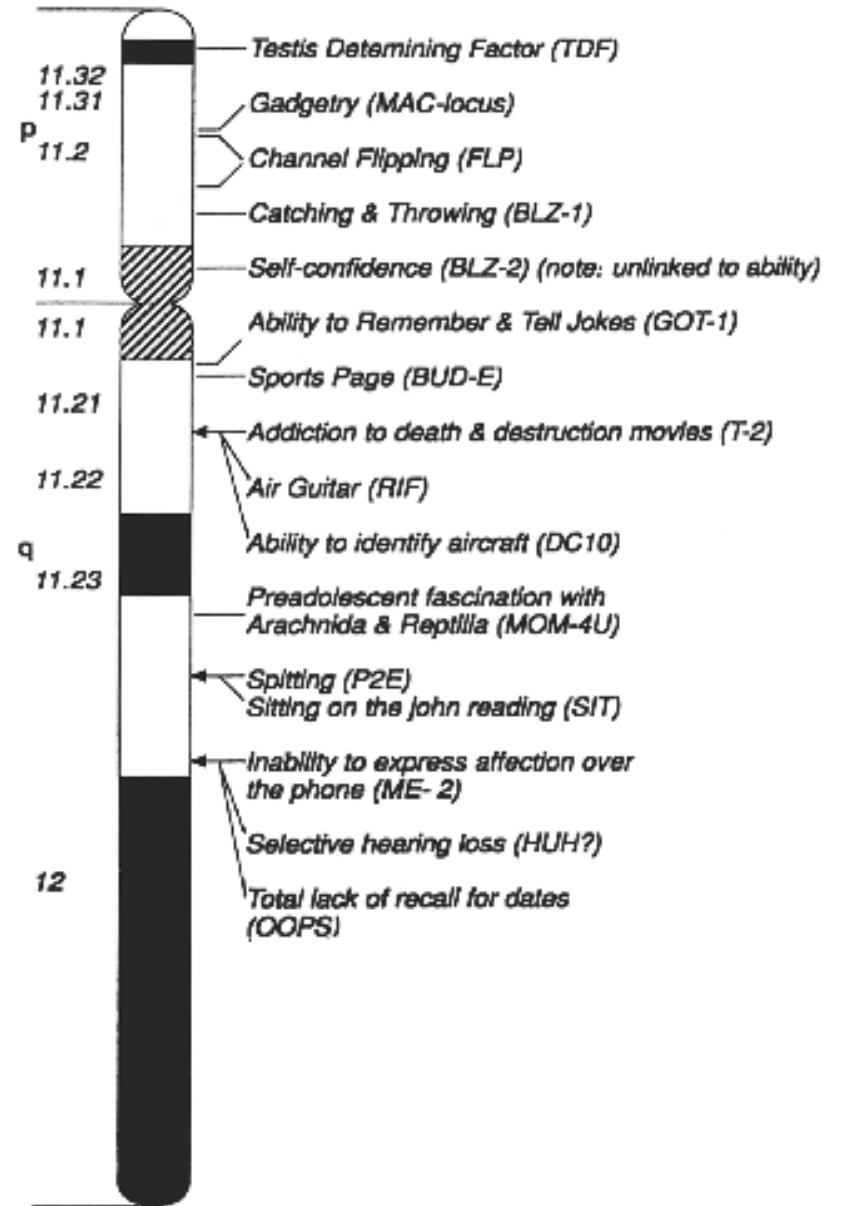 Testis Detemining Factor (TDF)
11.32
11.31
Gadgetry (MAC-locus)
p
11.2
Channel Flipping (FLP)
Catching & Throwing (BLZ-1)
11.1
Self-confidence (BLZ-2) (note: unlinked to ability)
11.1
Ability to Remember & Tell Jokes (GOT-1)
Sports Page (BUD-E)
11.21
Addiction to death & destruction movies (T-2)
11.22
Air Guitar (RIF)
q
Ability to identify aircraft (DC10)
11.23
Preadolescent fascination with
Arachnida & Reptilia (MOM-4U)
Spitting (P2E)
Sitting on the john reading (SIT)
Inability to express affection over
the phone (ME- 2)
Selective hearing loss (HUH?)
12
Total lack of recall for dates
(OOPS)